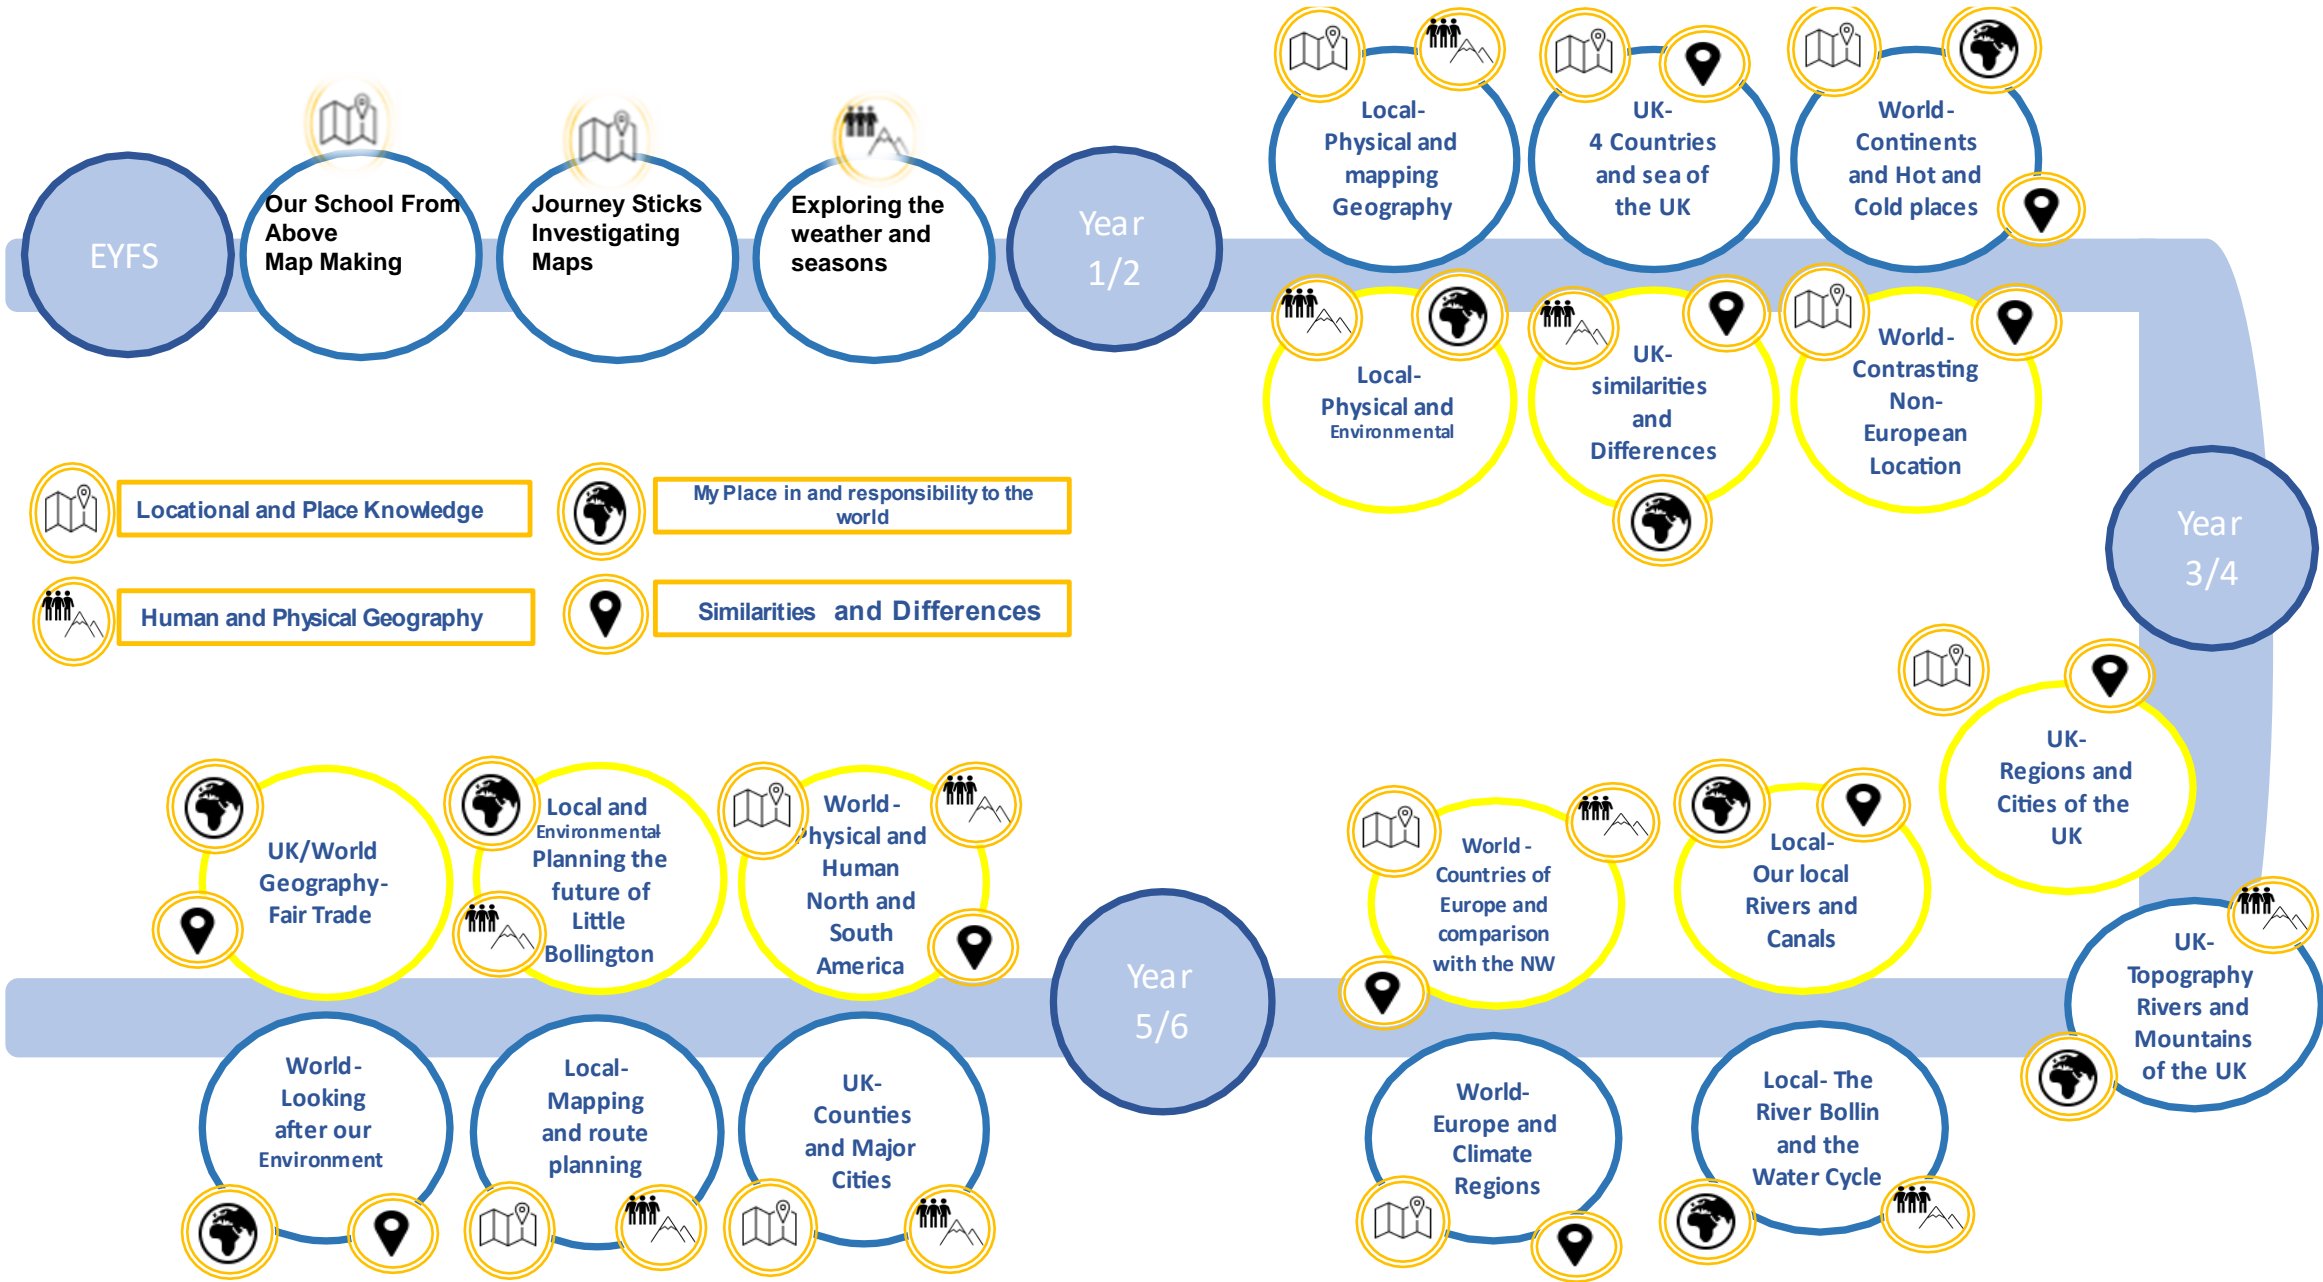 EYFS
Our School From
Above
Map Making
Journey Sticks
Investigating
Maps
Exploring the
weather and
seasons
Year
1/2
Local-
Physical and
mapping
Geography
UK-
4 Countries
and sea of
the UK
World-
Continents
and Hot and
Cold places
Local-
Physical and
Environmental
UK-
similarities
and
Differences
World-
Contrasting
Non-
European
Location
Locational and Place Knowledge
My Place in and responsibility to the
world
Human and Physical Geography
Similarities and Differences
Year
3/4
UK-
Regions and
Cities of the
UK
UK-
Topography
Rivers and
Mountains
of the UK
Local-
Our local
Rivers and
Canals
Local- The
River Bollin
and the
Water Cycle
World-
Countries of
Europe and
comparison
with the NW
World-
Europe and
Climate
Regions
Year
5/6
World-
Physical and
Human
North and
South
America
UK-
Counties
and Major
Cities
Local and
Environmental-
Planning the
future of
Little
Bollington
Local-
Mapping
and route
planning
UK/World
Geography-
Fair Trade
World-
Looking
after our
Environment